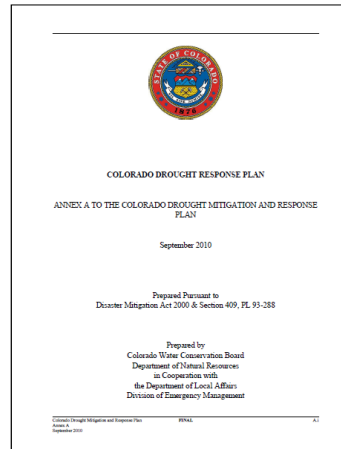 STATE OF COLORADO
1876
COLORADO DROUGHT RESPONSE PLAN
ANNEX A TO THE COLORADO DROUGHT MITIGATION AND RESPONSE
PLAN
September 2010
Prepared Pursuant to
Disaster Mitigation Act 2000 & Section 409, PL 93-288
Prepared by
Colorado Water Conservation Board
Department of Natural Resources
in Cooperation with
the Department of Local Affairs
Division of Emergency Management
Colorado Drought Mitigation and Response Plan FINAL A.i
Annex A
September 2010